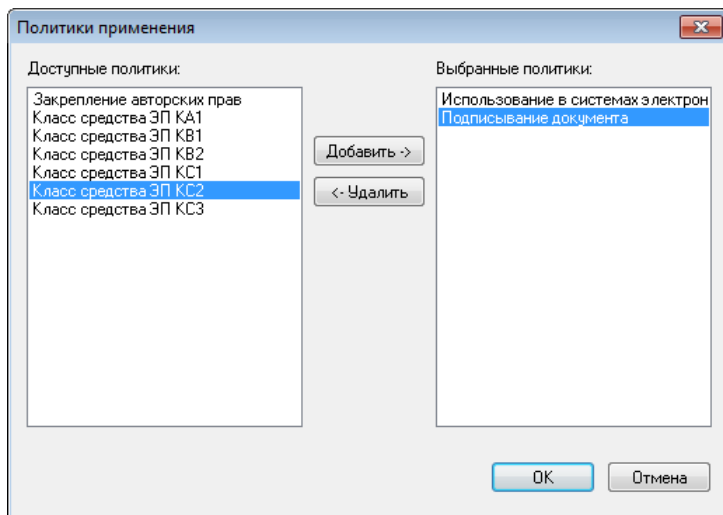 Политики применения
Доступные политики:
Закрепление авторских прав
Класс средства ЭП КА1
Класс средства ЭП КВ1
Класс средства ЭП КВ2
Класс средства ЭП КС1
Класс средства ЭП КС2
Класс средства ЭП КС3
Добавить ->
<- Удалить
Выбранные политики:
Использование в системах электрон
Подписывание документа
OK
Отмена